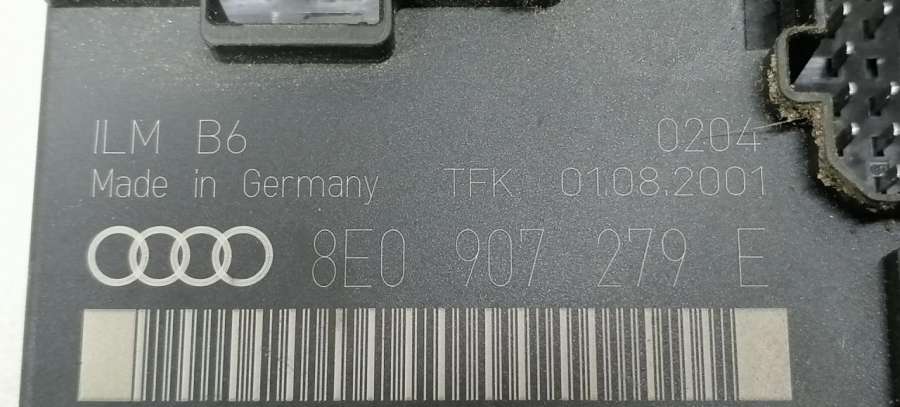 ILM B6 0204
Made in Germany TFK 01.08.2001
8E0 907 279 E